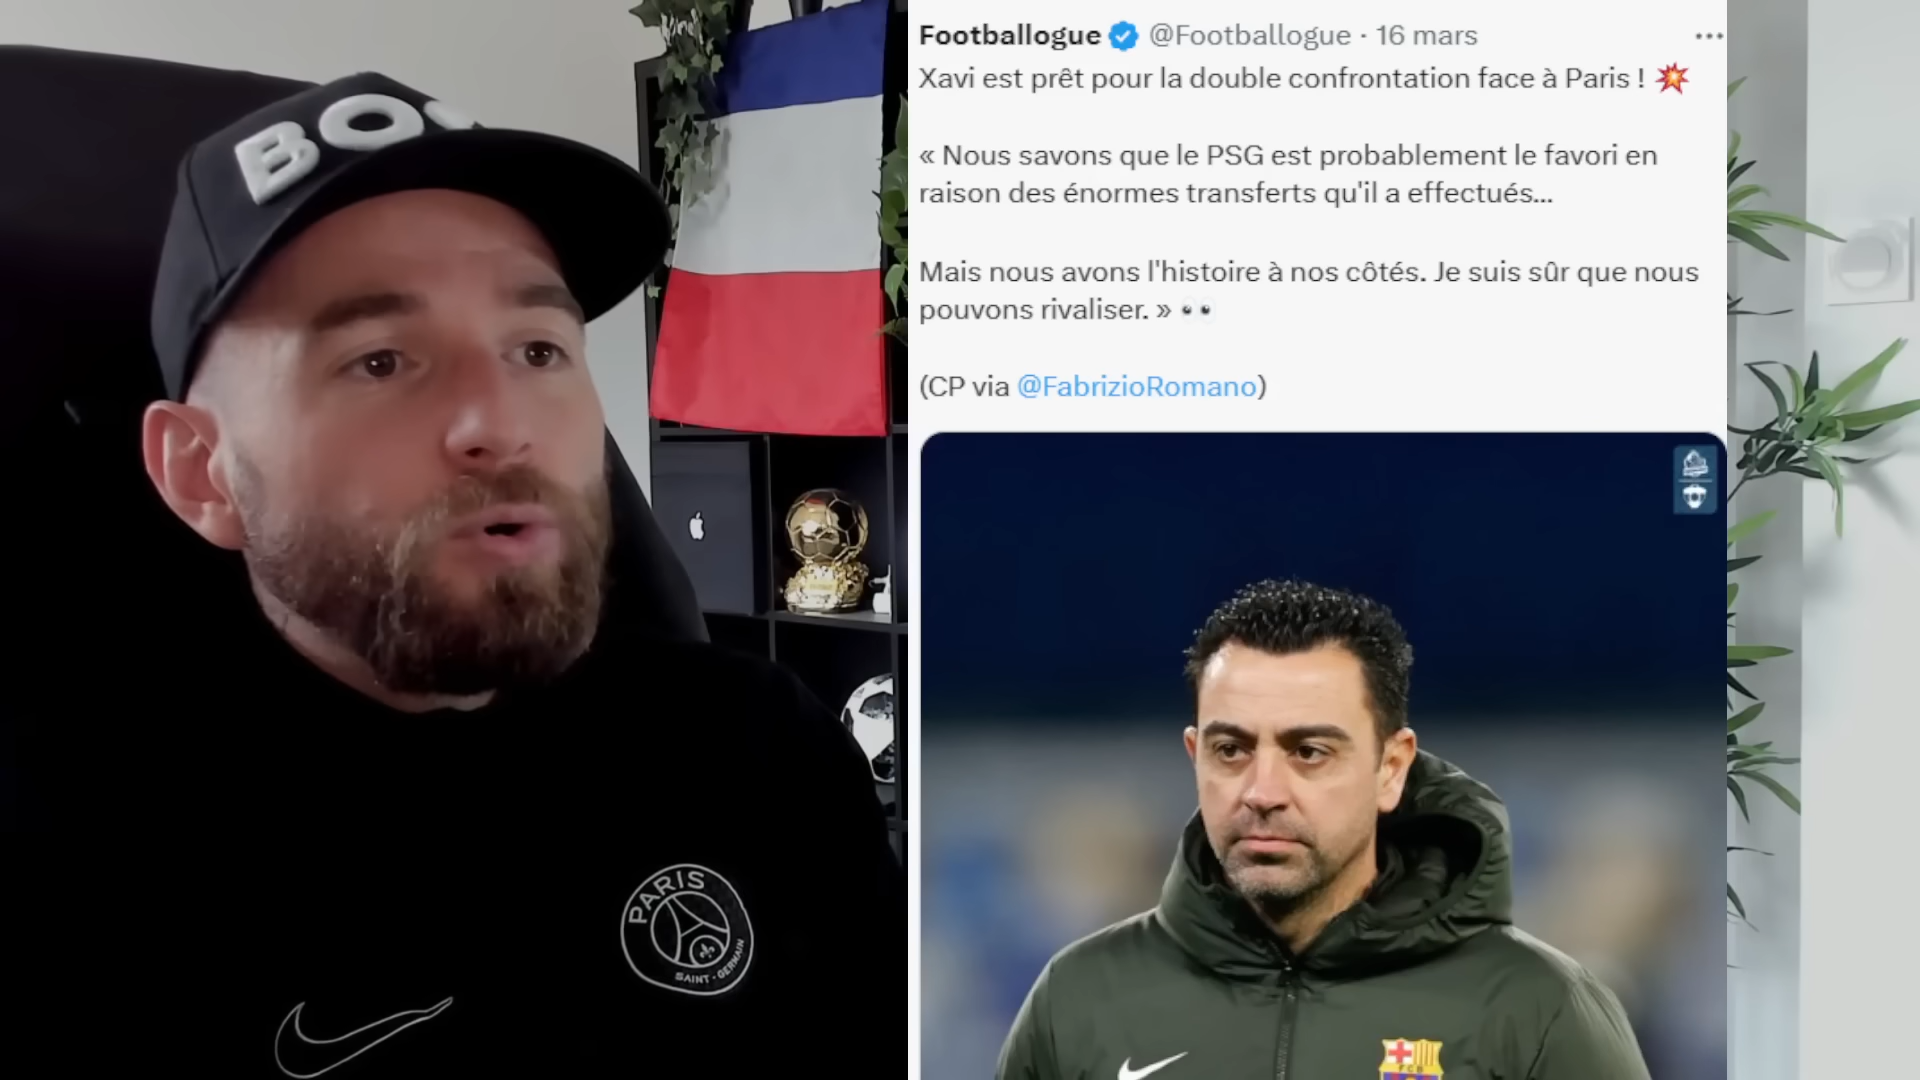 BO
PARIS
SAINT-GERMAIN
Footballogue @Footballogue · 16 mars
Xavi est prêt pour la double confrontation face à Paris ! 💥
« Nous savons que le PSG est probablement le favori en
raison des énormes transferts qu'il a effectués...
Mais nous avons l'histoire à nos côtés. Je suis sûr que nous
pouvons rivaliser. » 👀
(CP via @FabrizioRomano)
FCB